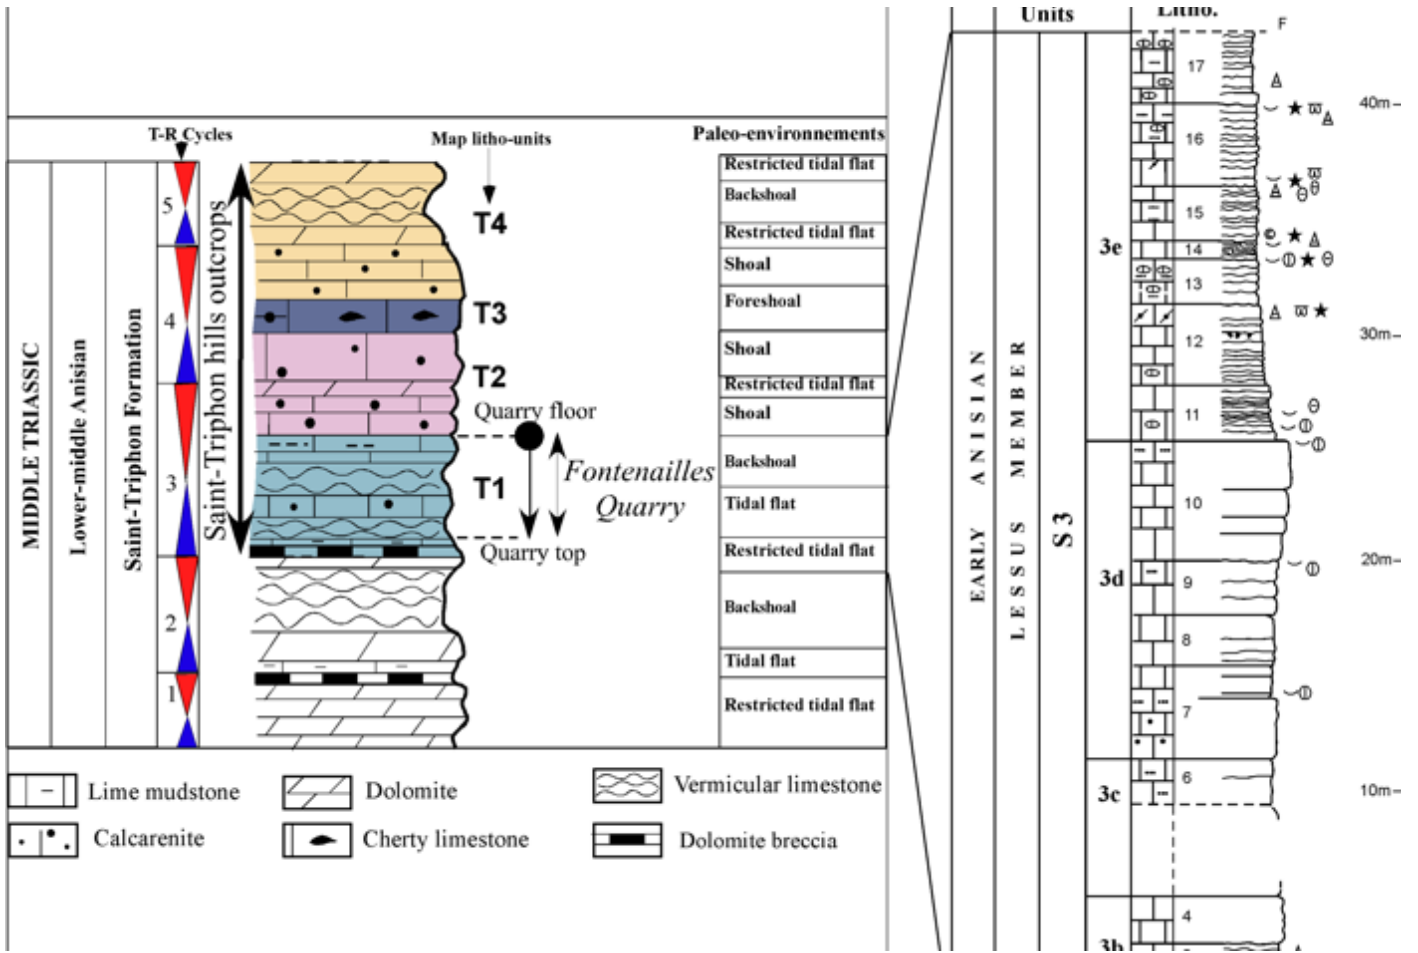 T-R Cycles
Map litho-units
Paleo-environnements
MIDDLE TRIASSIC
Lower-middle Anisian
Saint-Triphon Formation
5
4
3
2
1
Saint-Triphon hills outcrops
T4
T3
T2
T1
Quarry floor
Fontenailles
Quarry
Quarry top
Restricted tidal flat
Backshoal
Restricted tidal flat
Shoal
Foreshoal
Shoal
Restricted tidal flat
Shoal
Backshoal
Tidal flat
Restricted tidal flat
Backshoal
Tidal flat
Restricted tidal flat
Lime mudstone
Dolomite
Vermicular limestone
Calcarenite
Cherty limestone
Dolomite breccia
Units
Litho.
F
EARLY ANISIAN
LESSUS MEMBER
S 3
3e
3d
3c
3b
17
16
15
14
13
12
11
10
9
8
7
6
4
40m
30m
20m
10m